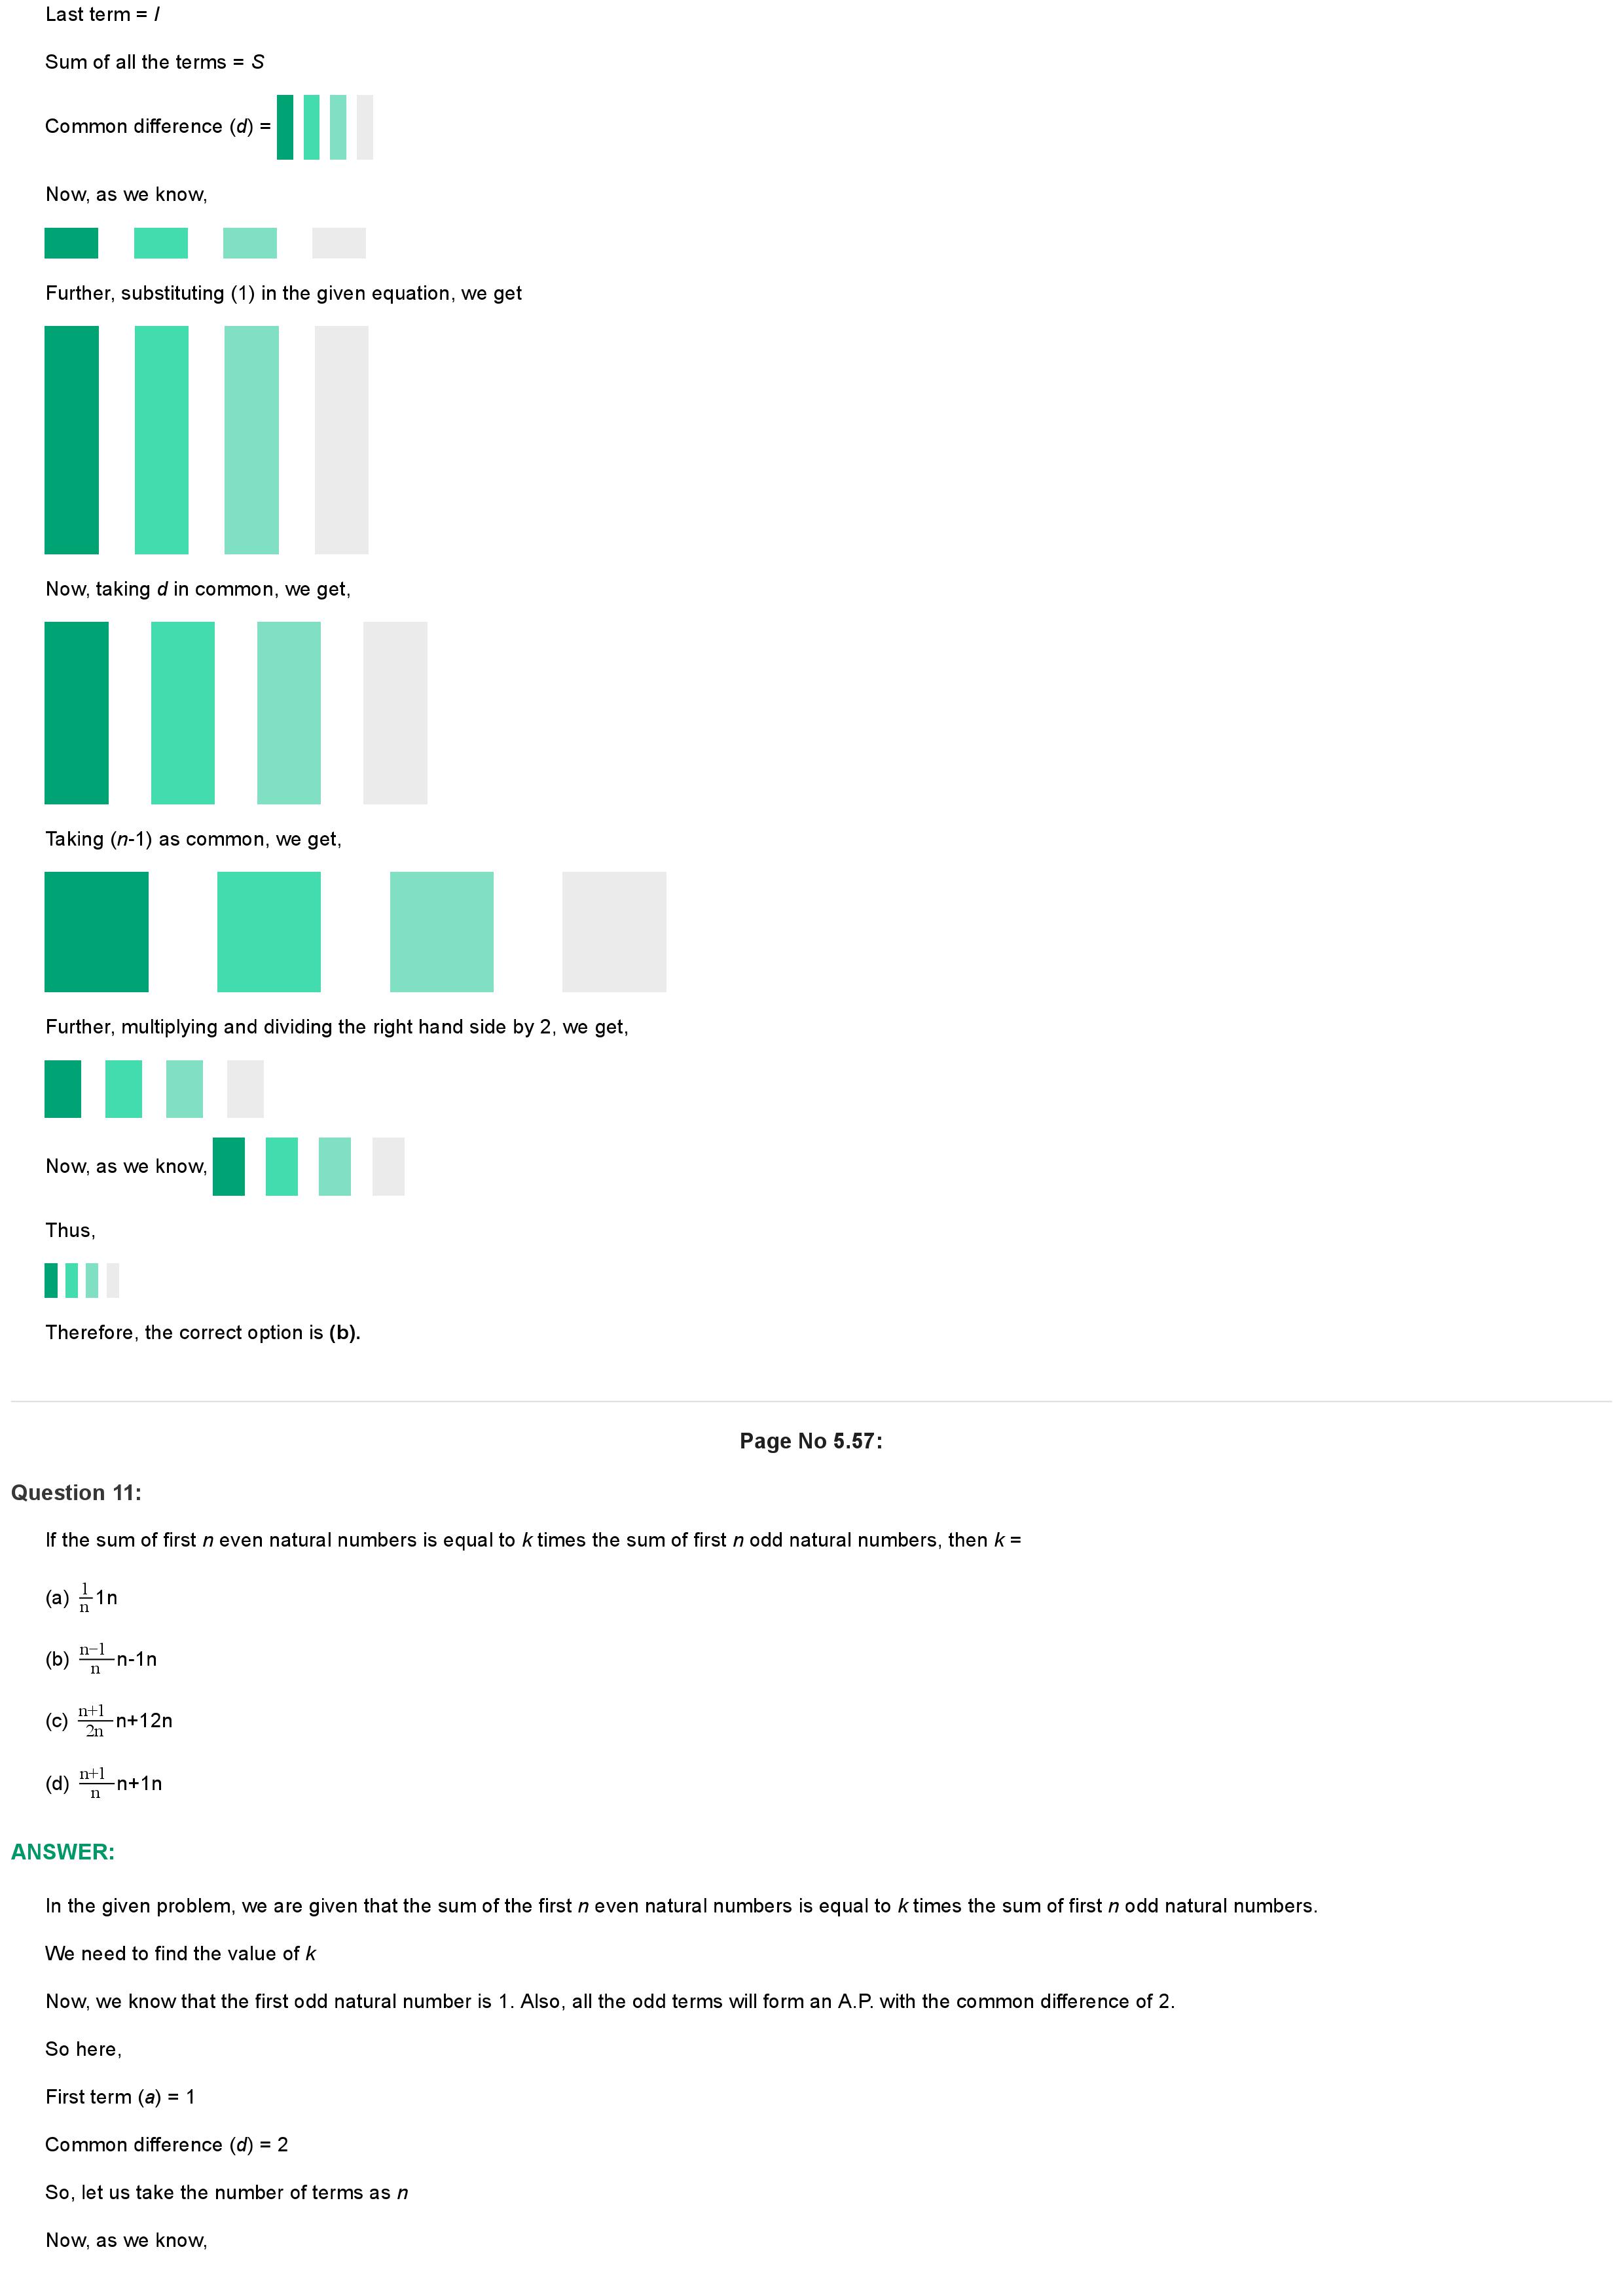 Last term = l
Sum of all the terms = S
Common difference (d) =
Now, as we know,
Further, substituting (1) in the given equation, we get
Now, taking d in common, we get,
Taking (n-1) as common, we get,
Further, multiplying and dividing the right hand side by 2, we get,
Now, as we know,
Thus,
Therefore, the correct option is (b).
Page No 5.57:
Question 11:
If the sum of first n even natural numbers is equal to k times the sum of first n odd natural numbers, then k =
(a) 1/n 1n
(b) n−1/n n-1n
(c) n+1/2n n+12n
(d) n+1/n n+1n
ANSWER:
In the given problem, we are given that the sum of the first n even natural numbers is equal to k times the sum of first n odd natural numbers.
We need to find the value of k
Now, we know that the first odd natural number is 1. Also, all the odd terms will form an A.P. with the common difference of 2.
So here,
First term (a) = 1
Common difference (d) = 2
So, let us take the number of terms as n
Now, as we know,